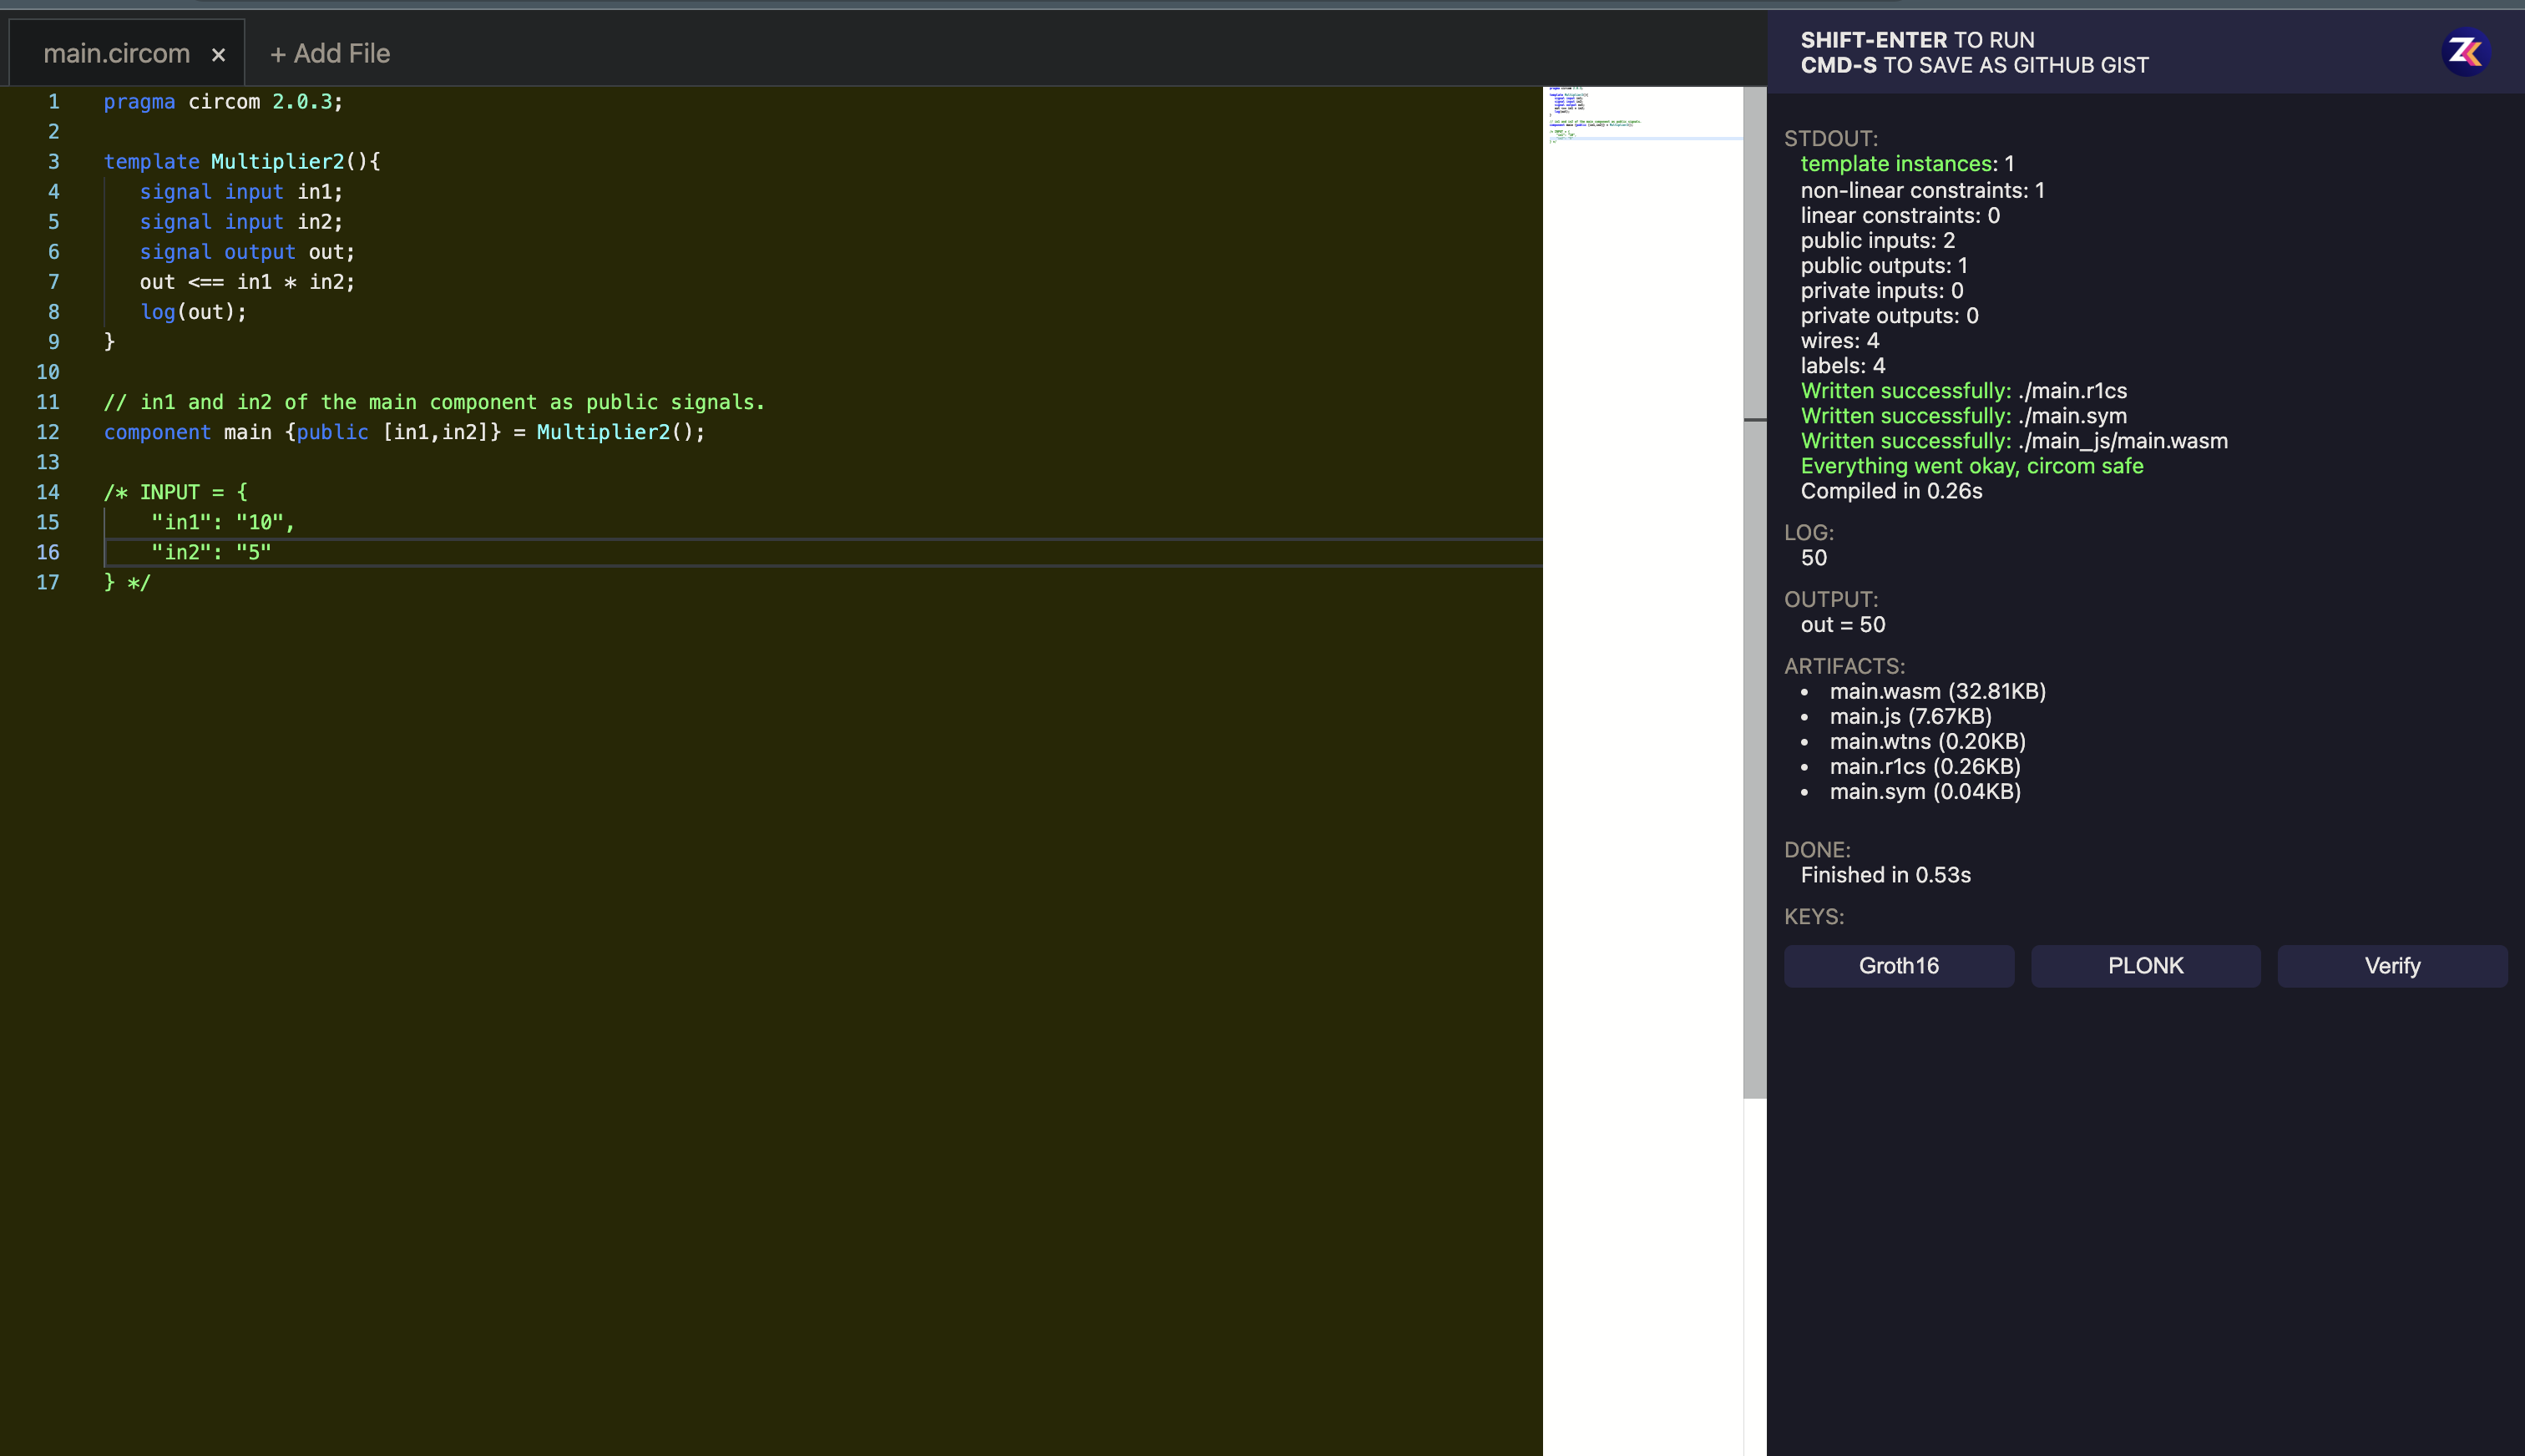 main.circom ×
+ Add File
1 pragma circom 2.0.3;
2
3 template Multiplier2(){
4 signal input in1;
5 signal input in2;
6 signal output out;
7 out <== in1 * in2;
8 log(out);
9 }
10
11 // in1 and in2 of the main component as public signals.
12 component main {public [in1,in2]} = Multiplier2();
13
14 /* INPUT = {
15 "in1": "10",
16 "in2": "5"
17 } */
SHIFT-ENTER TO RUN
CMD-S TO SAVE AS GITHUB GIST
ZK
STDOUT:
template instances: 1
non-linear constraints: 1
linear constraints: 0
public inputs: 2
public outputs: 1
private inputs: 0
private outputs: 0
wires: 4
labels: 4
Written successfully: ./main.r1cs
Written successfully: ./main.sym
Written successfully: ./main_js/main.wasm
Everything went okay, circom safe
Compiled in 0.26s
LOG:
50
OUTPUT:
out = 50
ARTIFACTS:
• main.wasm (32.81KB)
• main.js (7.67KB)
• main.wtns (0.20KB)
• main.r1cs (0.26KB)
• main.sym (0.04KB)
DONE:
Finished in 0.53s
KEYS:
Groth16
PLONK
Verify